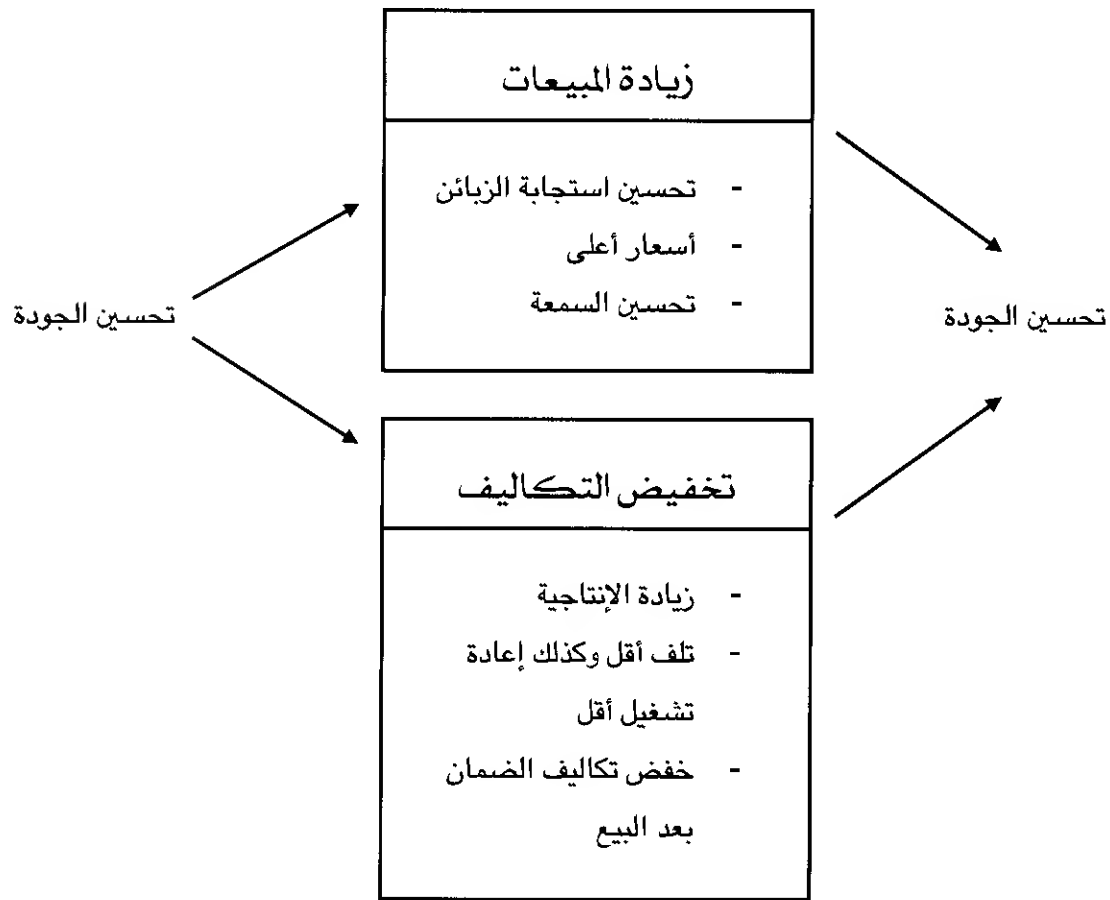 زيادة المبيعات
- تحسين استجابة الزبائن
- أسعار أعلى
- تحسين السمعة
تحسين الجودة
تحسين الجودة
تخفيض التكاليف
- زيادة الإنتاجية
- تلف أقل وكذلك إعادة
تشغيل أقل
- خفض تكاليف الضمان
بعد البيع